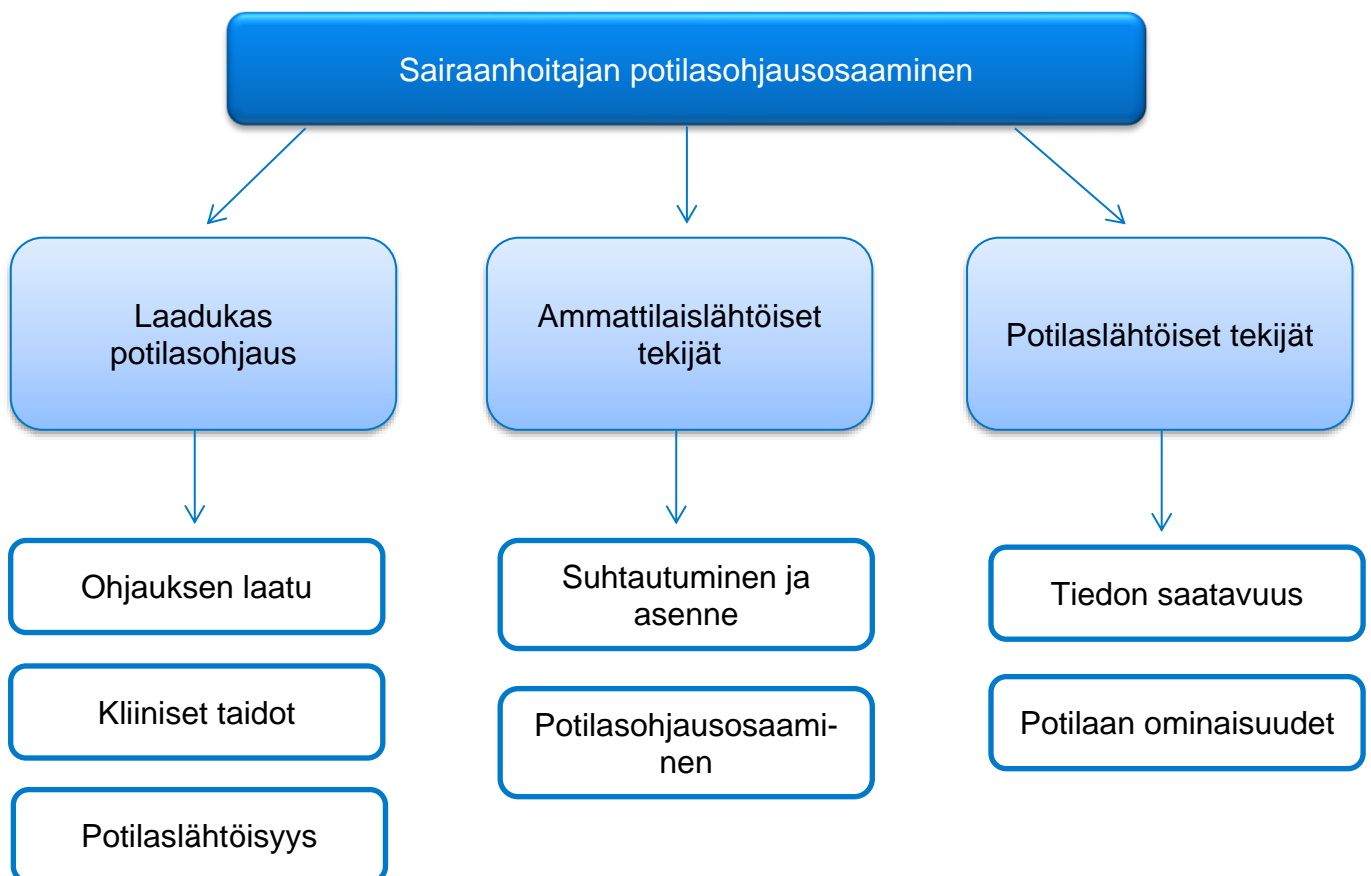 Sairaanhoitajan potilasohjausosaaminen
Laadukas
potilasohjaus
Ammattilaislähtöiset
tekijät
Potilaslähtöiset tekijät
Ohjauksen laatu
Kliiniset taidot
Potilaslähtöisyys
Suhtautuminen ja
asenne
Potilasohjausosaami-
nen
Tiedon saatavuus
Potilaan ominaisuudet